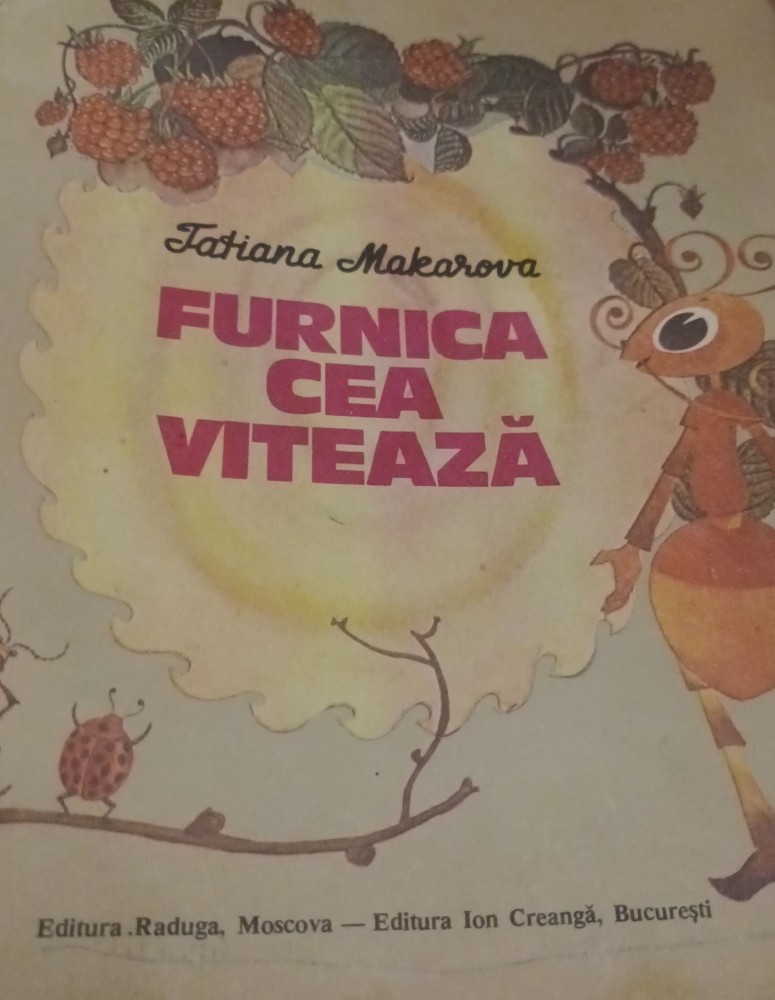 Tatiana Makarova
FURNICA
CEA
VITEAZĂ
Editura Raduga, Moscova — Editura Ion Creangă, București